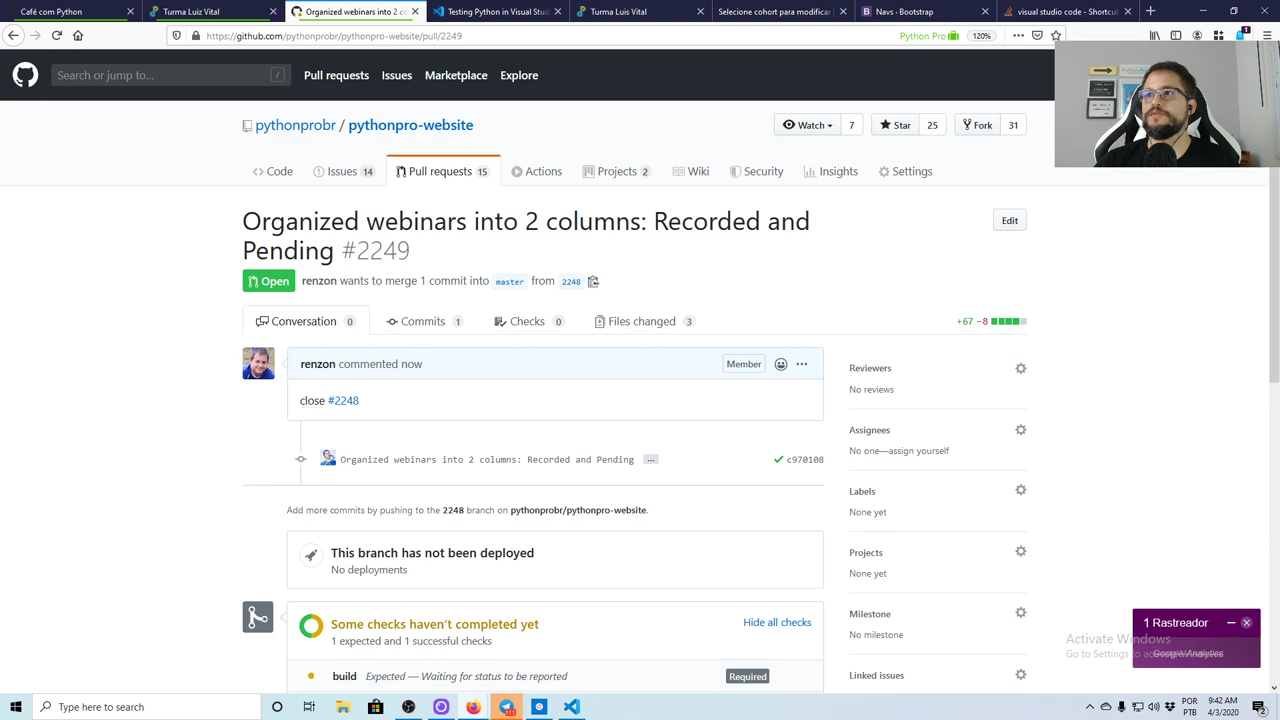 Café com Python
Turma Luiz Vital
Organized webinars into 2 co
Testing Python in Visual Stud
Turma Luis Vital
Nenhum
Navs · Bootstrap
visual studio code - Shortcut
https://github.com/pythonprobr/pythonpro-website/pull/2249
Python Pro
120%
1
Search or jump to...
/
Pull requests
Issues
Marketplace
Explore
pythonprobr / pythonpro-website
Watch 7
Star 25
Fork 31
Code
Issues 14
Pull requests 15
Actions
Projects 2
Wiki
Security
Insights
Settings
Organized webinars into 2 columns: Recorded and
Pending #2249
Edit
Open
renzon wants to merge 1 commit into master from 2248
Conversation 0
Commits 1
Checks 0
Files changed 3
+67 −8
renzon commented now
Member
close #2248
Organized webinars into 2 columns: Recorded and Pending
c970108
Add more commits by pushing to the 2248 branch on pythonprobr/pythonpro-website.
This branch has not been deployed
No deployments
Some checks haven't completed yet
Hide all checks
1 expected and 1 successful checks
build Expected — Waiting for status to be reported
Required
Reviewers
No reviews
Assignees
No one—assign yourself
Labels
None yet
Projects
None yet
Milestone
No milestone
Linked issues
1 Rastreador
Google Analytics
Activate Windows
Go to Settings to
Type here to search
POR
PTB
9:42 AM
4/3/2020
2